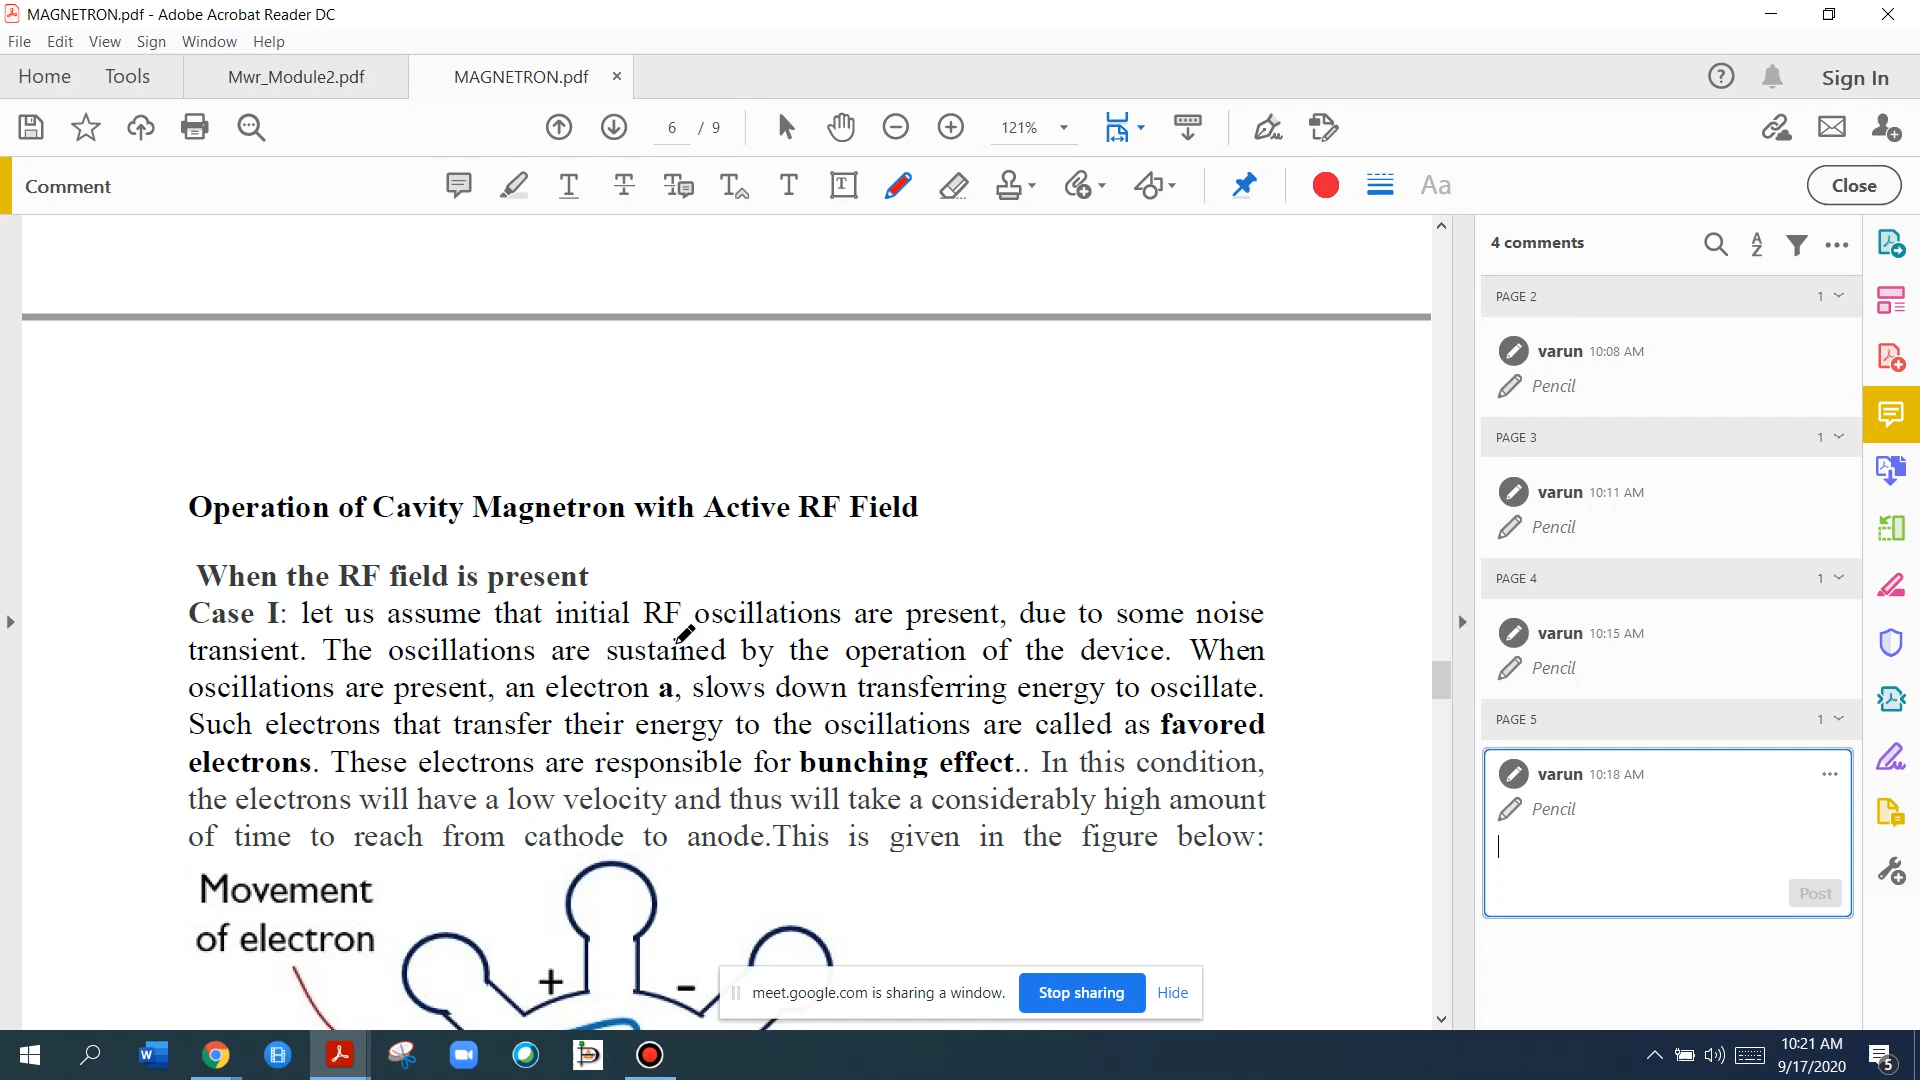 MAGNETRON.pdf - Adobe Acrobat Reader DC
File Edit View Sign Window Help
Home Tools Mwr_Module2.pdf MAGNETRON.pdf × Sign In
6 / 9 121%
Comment Aa Close
4 comments
PAGE 2 1
varun 10:08 AM
Pencil
PAGE 3 1
varun 10:11 AM
Pencil
PAGE 4 1
varun 10:15 AM
Pencil
PAGE 5 1
varun 10:18 AM
Pencil
Post
Operation of Cavity Magnetron with Active RF Field
When the RF field is present
Case I: let us assume that initial RF oscillations are present, due to some noise
transient. The oscillations are sustained by the operation of the device. When
oscillations are present, an electron a, slows down transferring energy to oscillate.
Such electrons that transfer their energy to the oscillations are called as favored
electrons. These electrons are responsible for bunching effect.. In this condition,
the electrons will have a low velocity and thus will take a considerably high amount
of time to reach from cathode to anode.This is given in the figure below:
Movement
of electron
+ -
meet.google.com is sharing a window. Stop sharing Hide
10:21 AM
9/17/2020
5